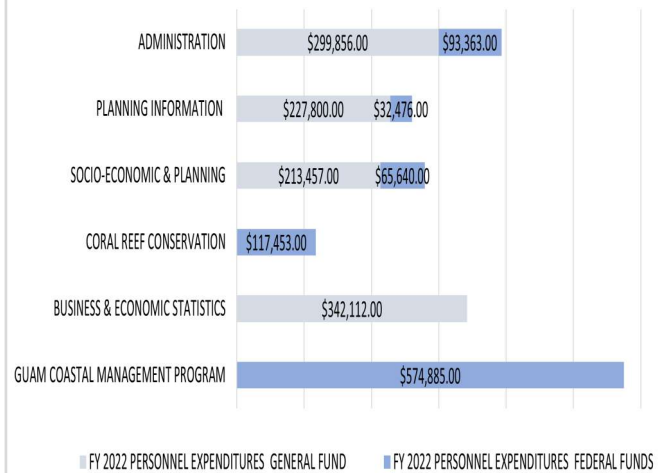 ADMINISTRATION $299,856.00 $93,363.00
PLANNING INFORMATION $227,800.00 $32,476.00
SOCIO-ECONOMIC & PLANNING $213,457.00 $65,640.00
CORAL REEF CONSERVATION $117,453.00
BUSINESS & ECONOMIC STATISTICS $342,112.00
GUAM COASTAL MANAGEMENT PROGRAM $574,885.00
FY 2022 PERSONNEL EXPENDITURES GENERAL FUND FY 2022 PERSONNEL EXPENDITURES FEDERAL FUNDS